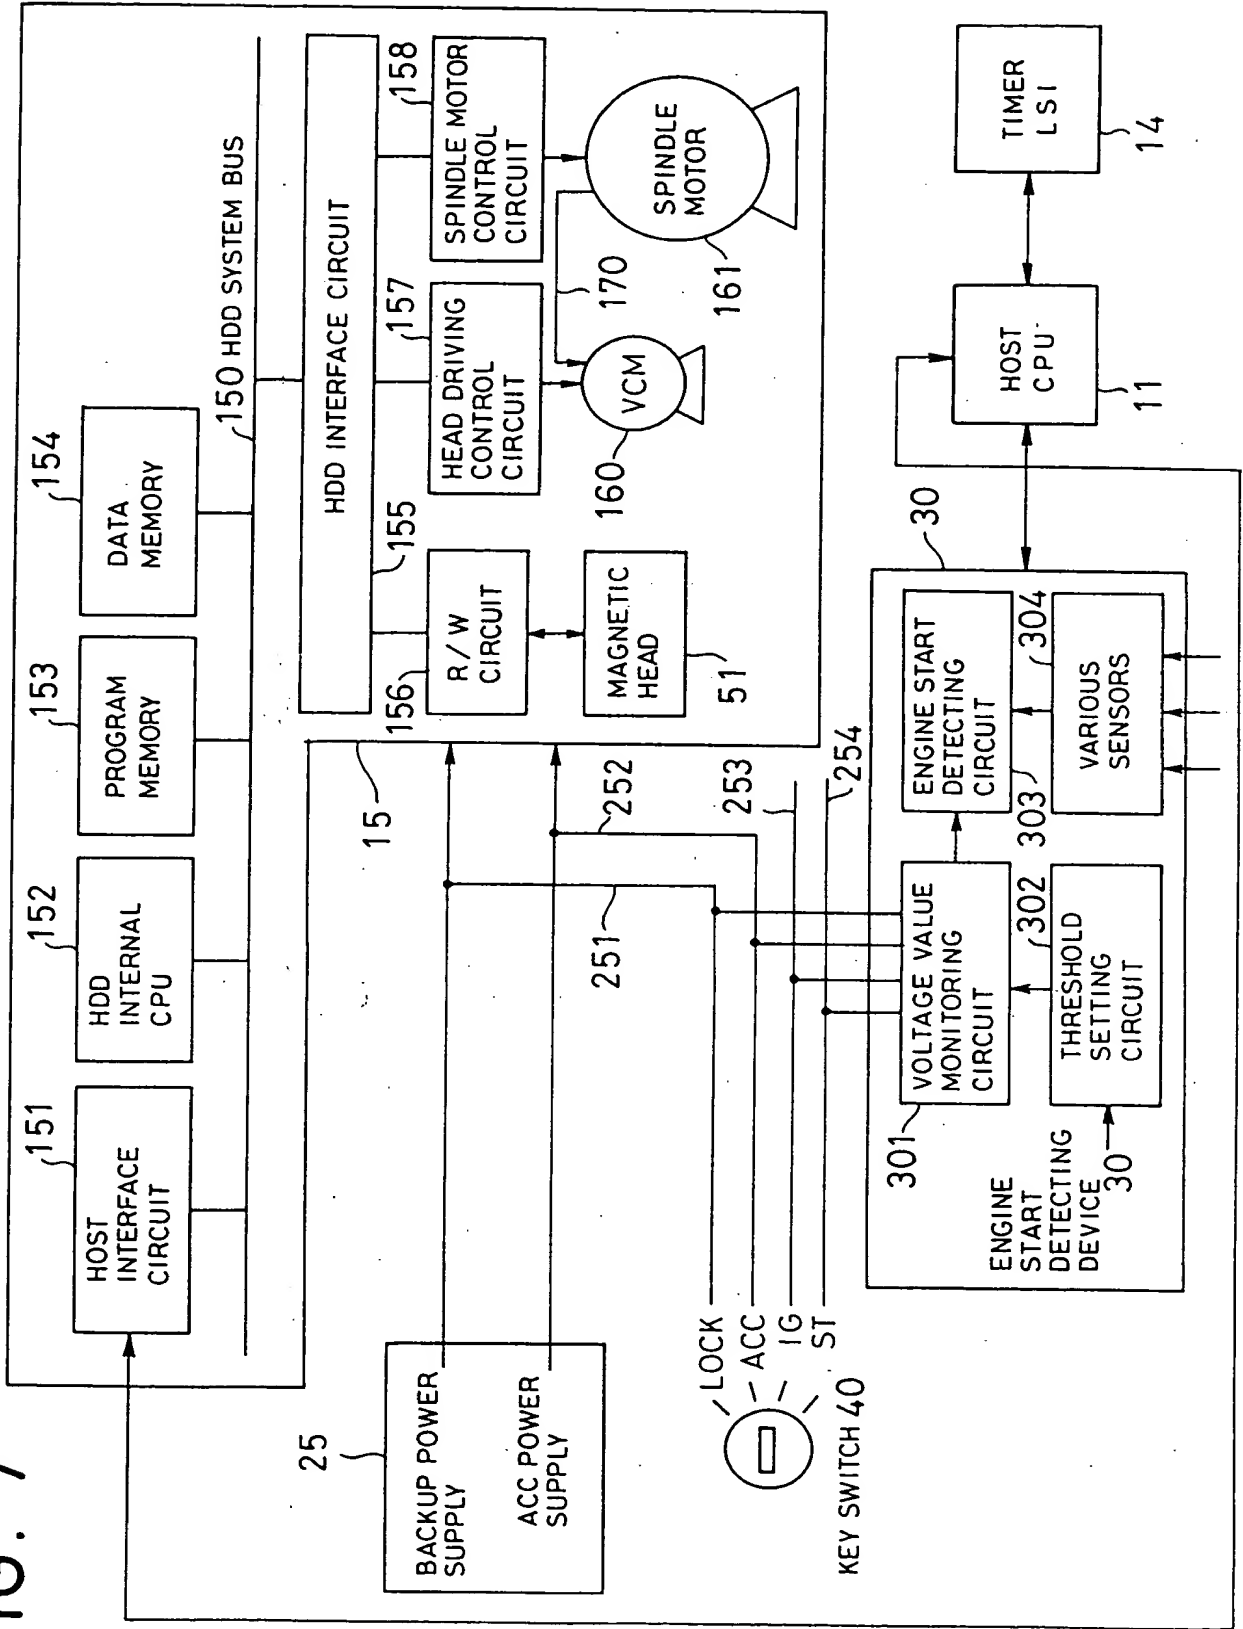 FIG. 7
151
HOST
INTERFACE
CIRCUIT
152
HDD
INTERNAL
CPU
153
PROGRAM
MEMORY
154
DATA
MEMORY
150 HDD SYSTEM BUS
HDD INTERFACE CIRCUIT
155
156
R/W
CIRCUIT
157
HEAD DRIVING
CONTROL
CIRCUIT
158
SPINDLE MOTOR
CONTROL
CIRCUIT
MAGNETIC
HEAD
51
VCM
160
170
SPINDLE
MOTOR
161
15
25
BACKUP POWER
SUPPLY
ACC POWER
SUPPLY
251
252
253
254
LOCK
ACC
IG
ST
KEY SWITCH 40
ENGINE
START
DETECTING
DEVICE
30
30
301
VOLTAGE VALUE
MONITORING
CIRCUIT
302
THRESHOLD
SETTING
CIRCUIT
ENGINE START
DETECTING
CIRCUIT
303
304
VARIOUS
SENSORS
HOST
CPU
11
TIMER
LSI
14